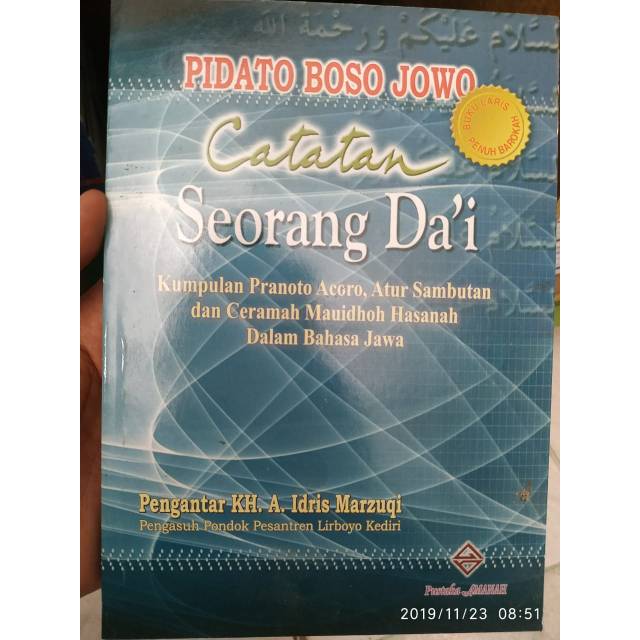 السلام عليكم ورحمة الله
PIDATO BOSO JOWO
BUKU LARIS
PENUH BAROKAH
Catatan
Seorang Da'i
Kumpulan Pranoto Acoro, Atur Sambutan
dan Ceramah Mauidhoh Hasanah
Dalam Bahasa Jawa
Pengantar KH. A. Idris Marzuqi
Pengasuh Pondok Pesantren Lirboyo Kediri
Pustaka AMANAH
2019/11/23 08:51